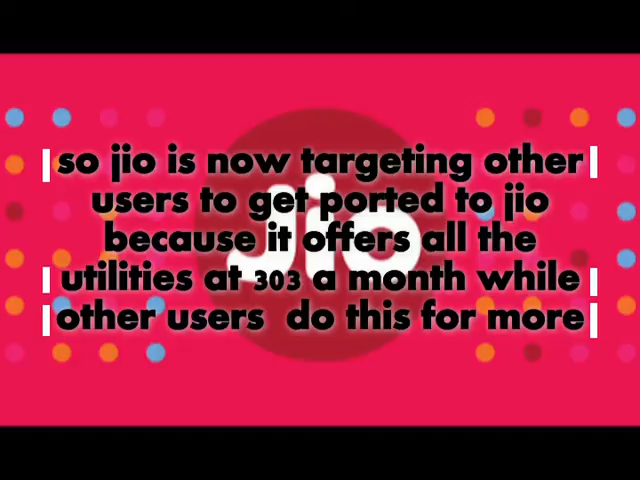 so jio is now targeting other
users to get ported to jio
because it offers all the
utilities at 303 a month while
other users do this for more
Jio